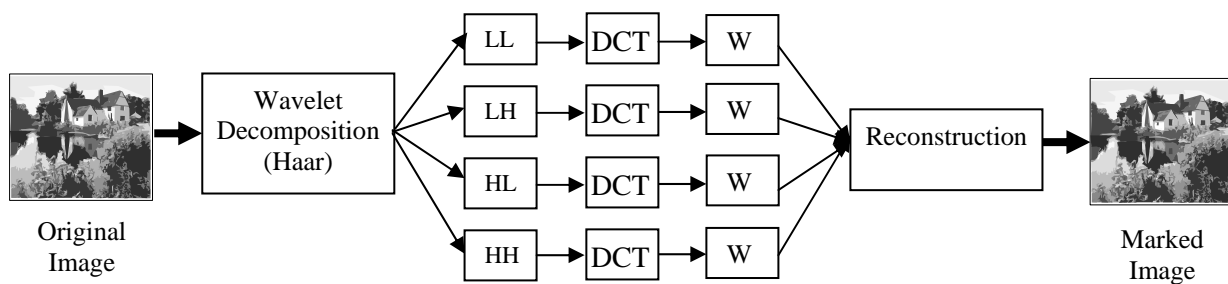 LL
DCT
W
Wavelet
Decomposition
(Haar)
LH
DCT
W
Reconstruction
HL
DCT
W
HH
DCT
W
Original
Image
Marked
Image